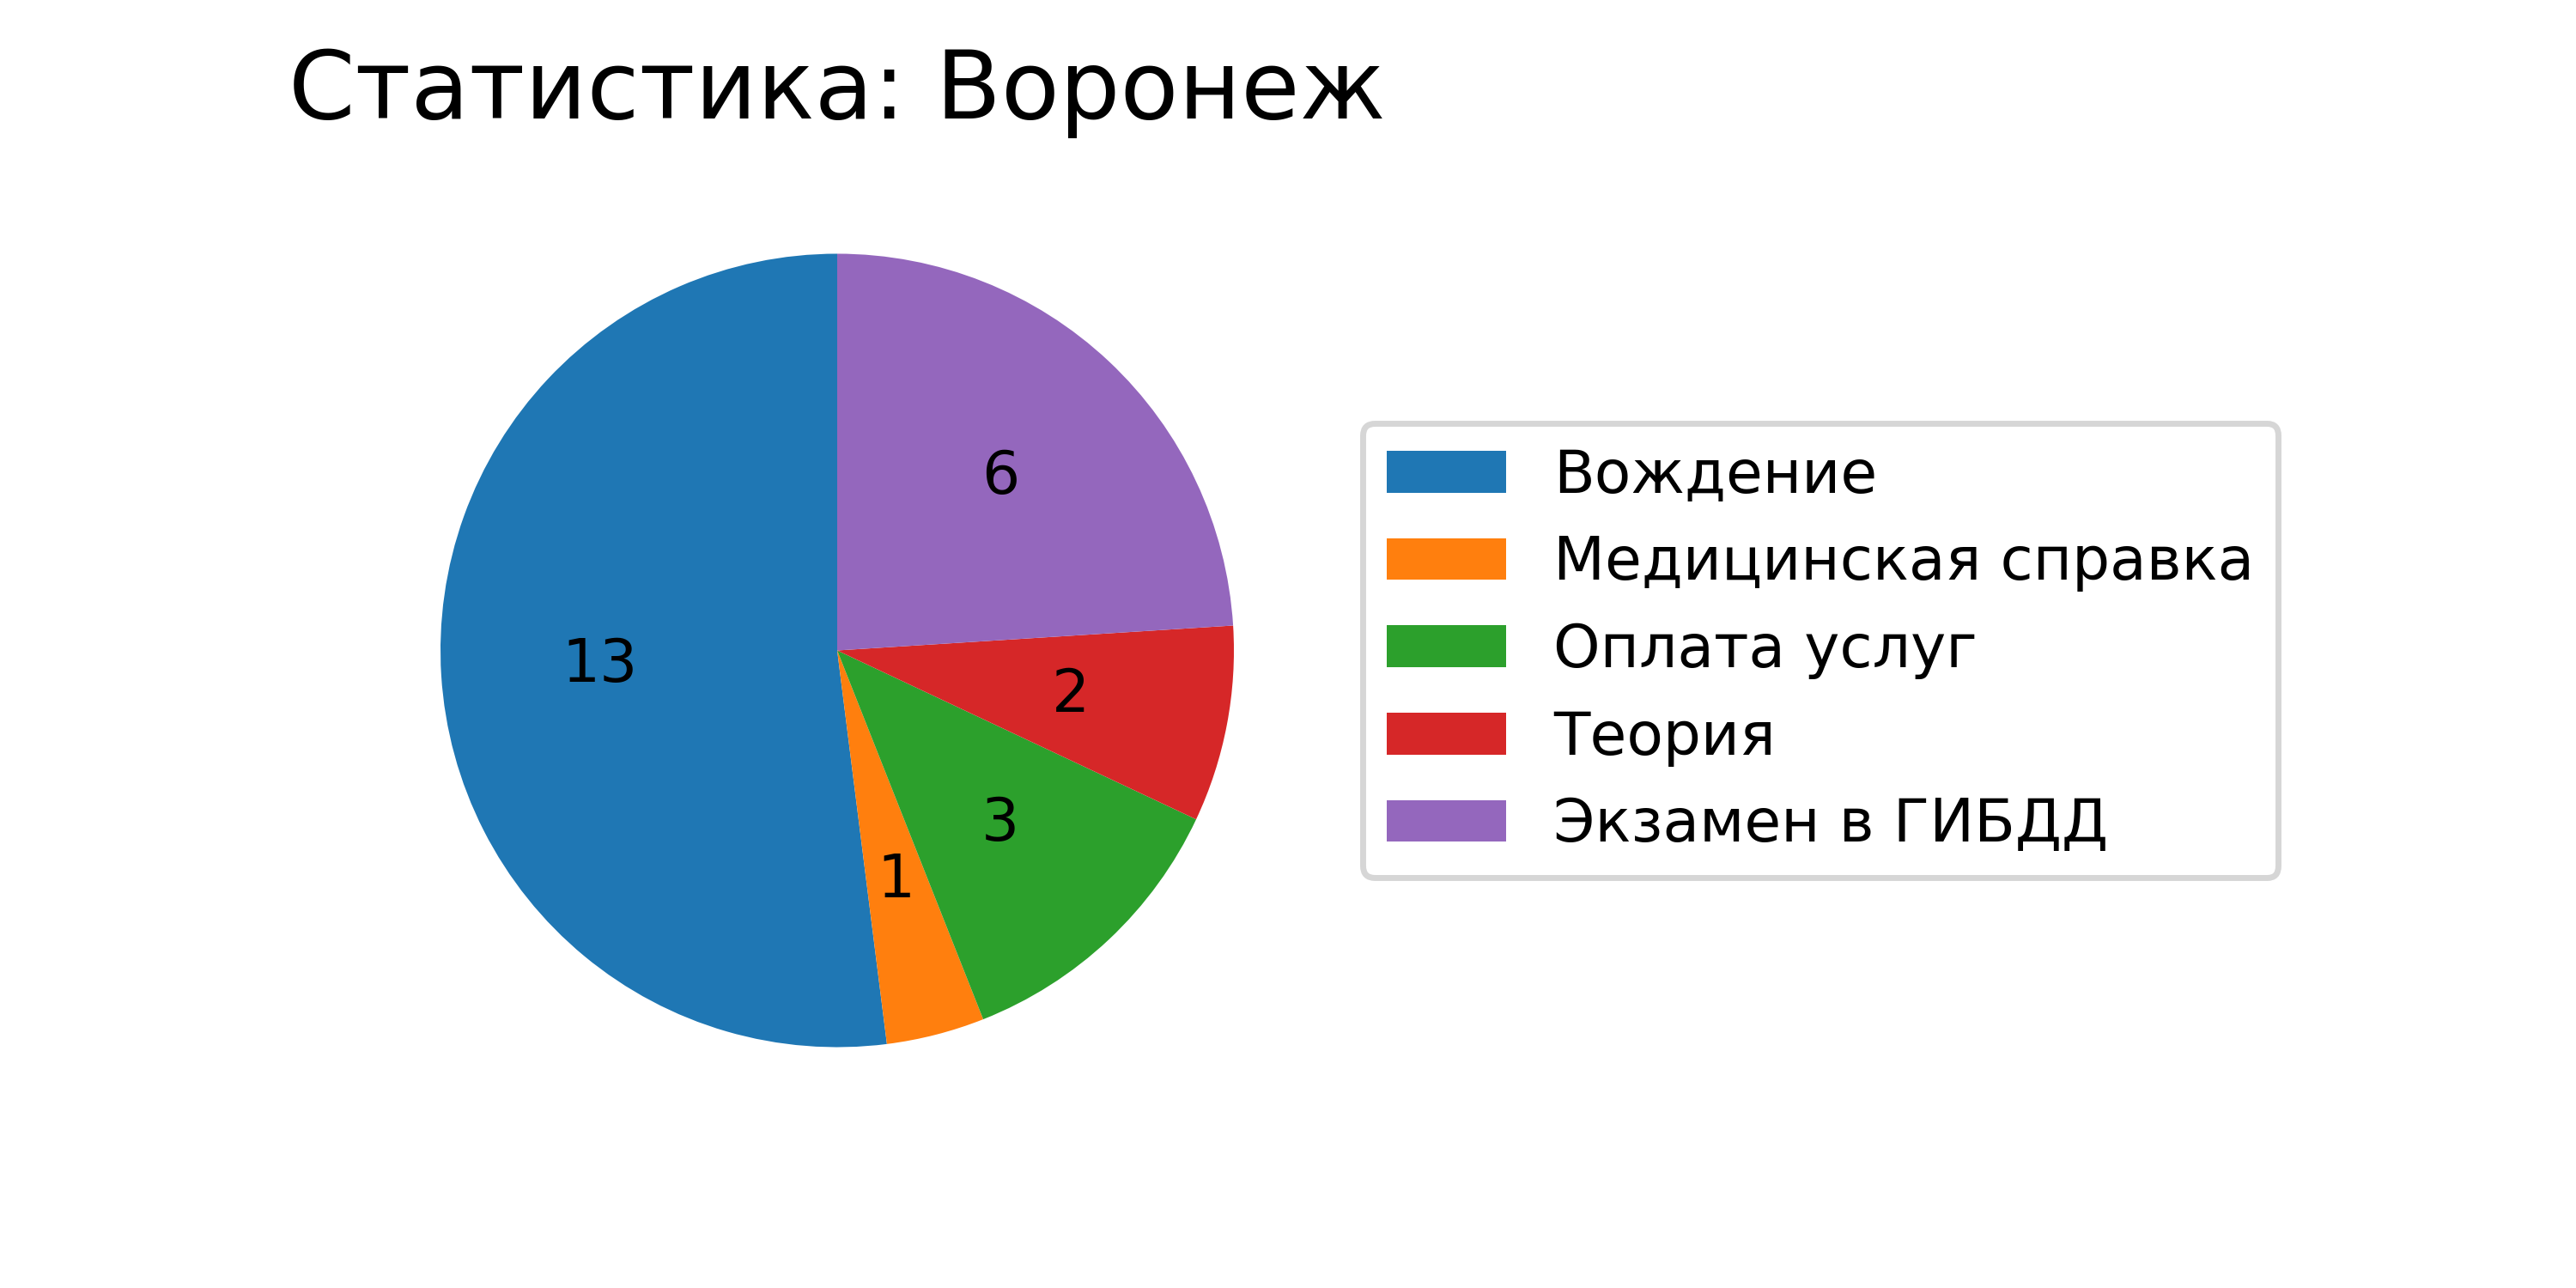 Статистика: Воронеж
6
13
2
3
1
Вождение
Медицинская справка
Оплата услуг
Теория
Экзамен в ГИБДД